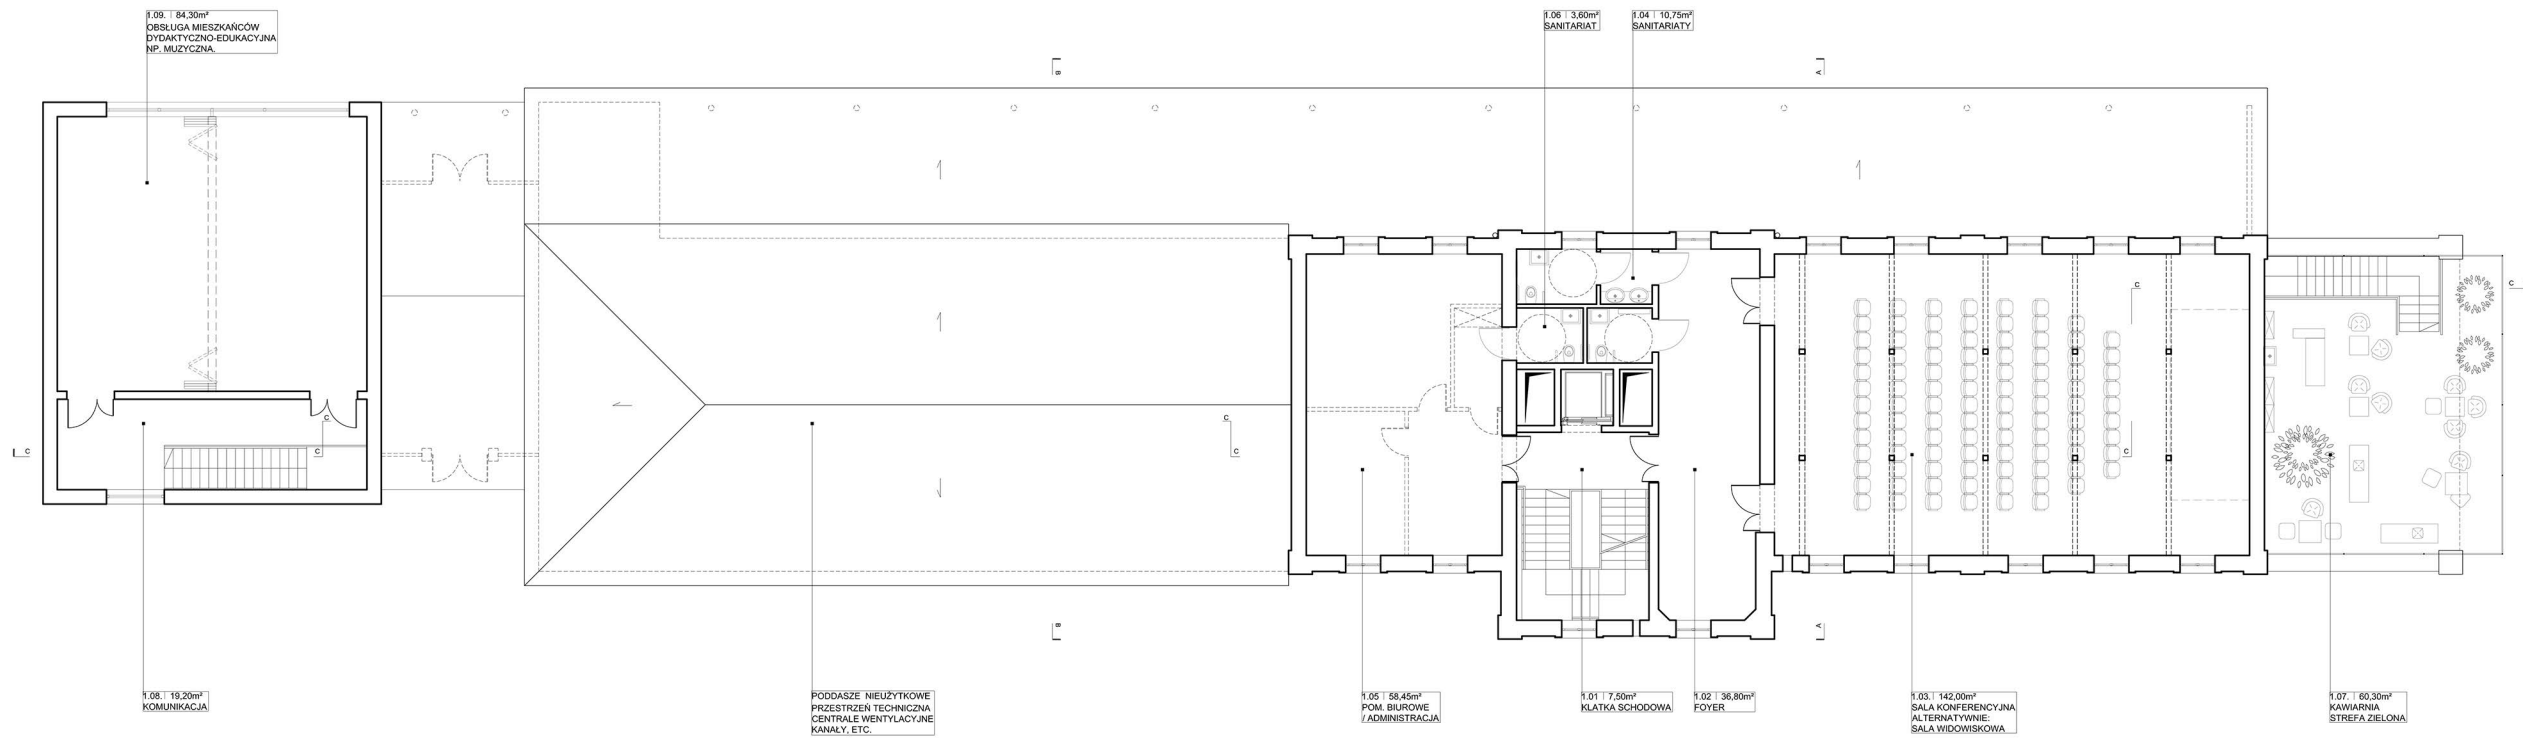 1.09. | 84,30m²
OBSŁUGA MIESZKAŃCÓW
DYDAKTYCZNO-EDUKACYJNA
NP. MUZYCZNA.
1.06 | 3,60m²
SANITARIAT
1.04 | 10,75m²
SANITARIATY
B
A
C
C
C
C
C
C
C
C
C
B
A
1.08. | 19,20m²
KOMUNIKACJA
PODDASZE NIEUŻYTKOWE
PRZESTRZEŃ TECHNICZNA
CENTRALE WENTYLACYJNE
KANAŁY, ETC.
1.05 | 58,45m²
POM. BIUROWE
/ ADMINISTRACJA
1.01 | 7,50m²
KLATKA SCHODOWA
1.02 | 36,80m²
FOYER
1.03. | 142,00m²
SALA KONFERENCYJNA
ALTERNATYWNIE:
SALA WIDOWISKOWA
1.07. | 60,30m²
KAWIARNIA
STREFA ZIELONA